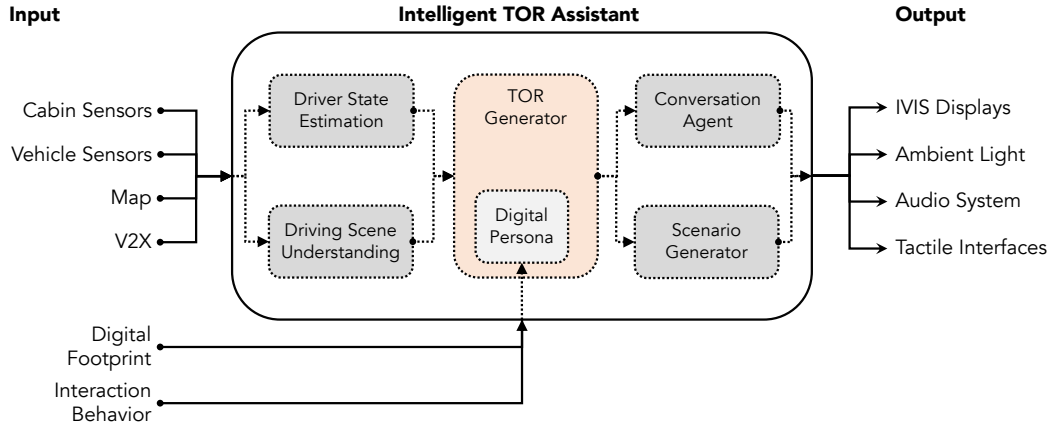 Input
Intelligent TOR Assistant
Output
Cabin Sensors
Vehicle Sensors
Map
V2X
Digital
Footprint
Interaction
Behavior
Driver State
Estimation
Driving Scene
Understanding
TOR
Generator
Digital
Persona
Conversation
Agent
Scenario
Generator
IVIS Displays
Ambient Light
Audio System
Tactile Interfaces